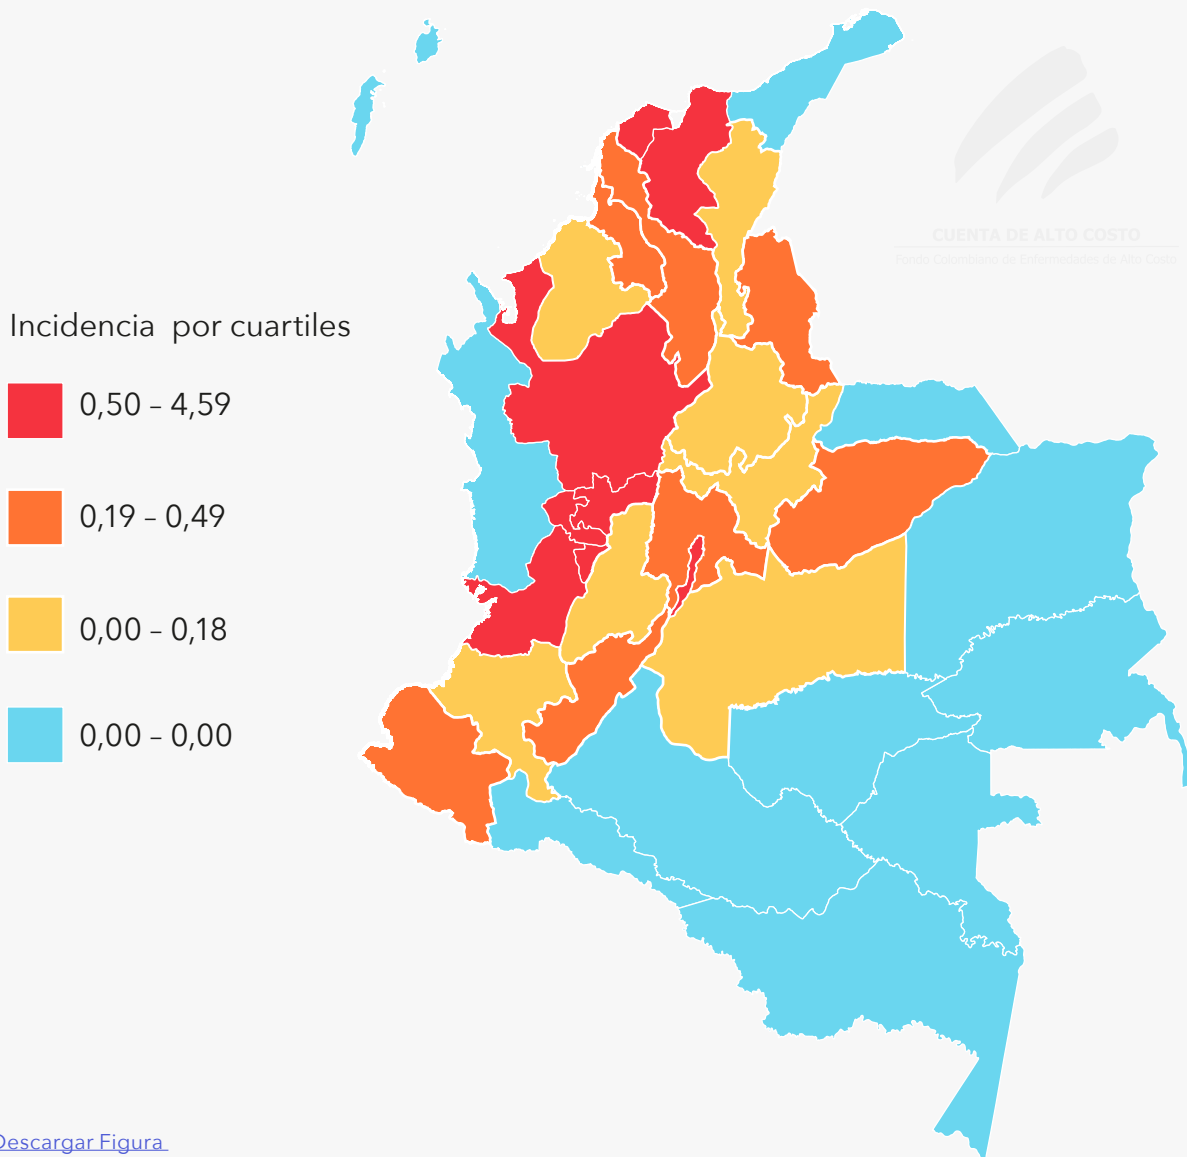 CUENTA DE ALTO COSTO
Fondo Colombiano de Enfermedades de Alto Costo
Incidencia por cuartiles
0,50 – 4,59
0,19 – 0,49
0,00 – 0,18
0,00 – 0,00
Descargar Figura